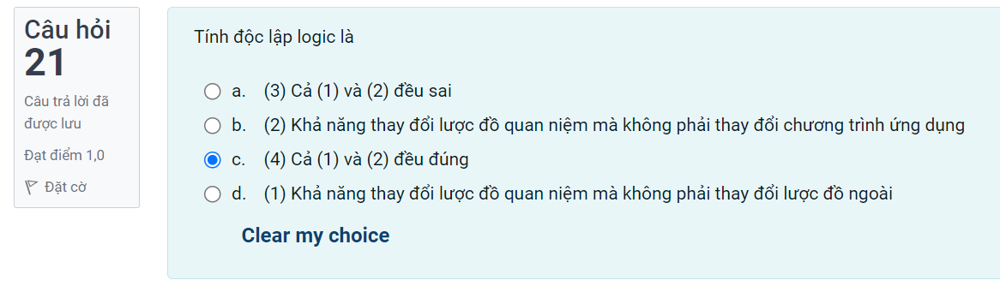 Câu hỏi
21
Câu trả lời đã
được lưu
Đạt điểm 1,0
Đặt cờ
Tính độc lập logic là
a. (3) Cả (1) và (2) đều sai
b. (2) Khả năng thay đổi lược đồ quan niệm mà không phải thay đổi chương trình ứng dụng
c. (4) Cả (1) và (2) đều đúng
d. (1) Khả năng thay đổi lược đồ quan niệm mà không phải thay đổi lược đồ ngoài
Clear my choice